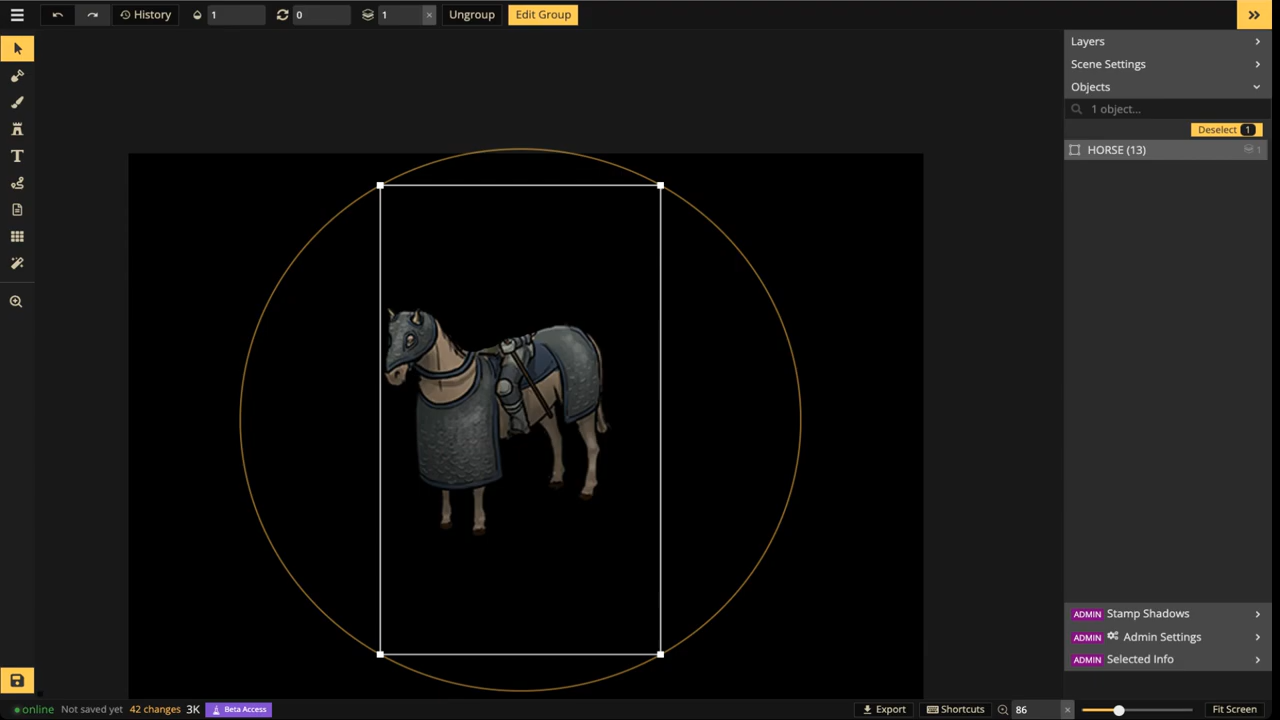 History 1 0 1 × Ungroup Edit Group
Layers
Scene Settings
Objects
1 object...
Deselect 1
HORSE (13) 1
T
ADMIN Stamp Shadows
ADMIN Admin Settings
ADMIN Selected Info
online Not saved yet 42 changes 3K Beta Access Export Shortcuts 86 × Fit Screen